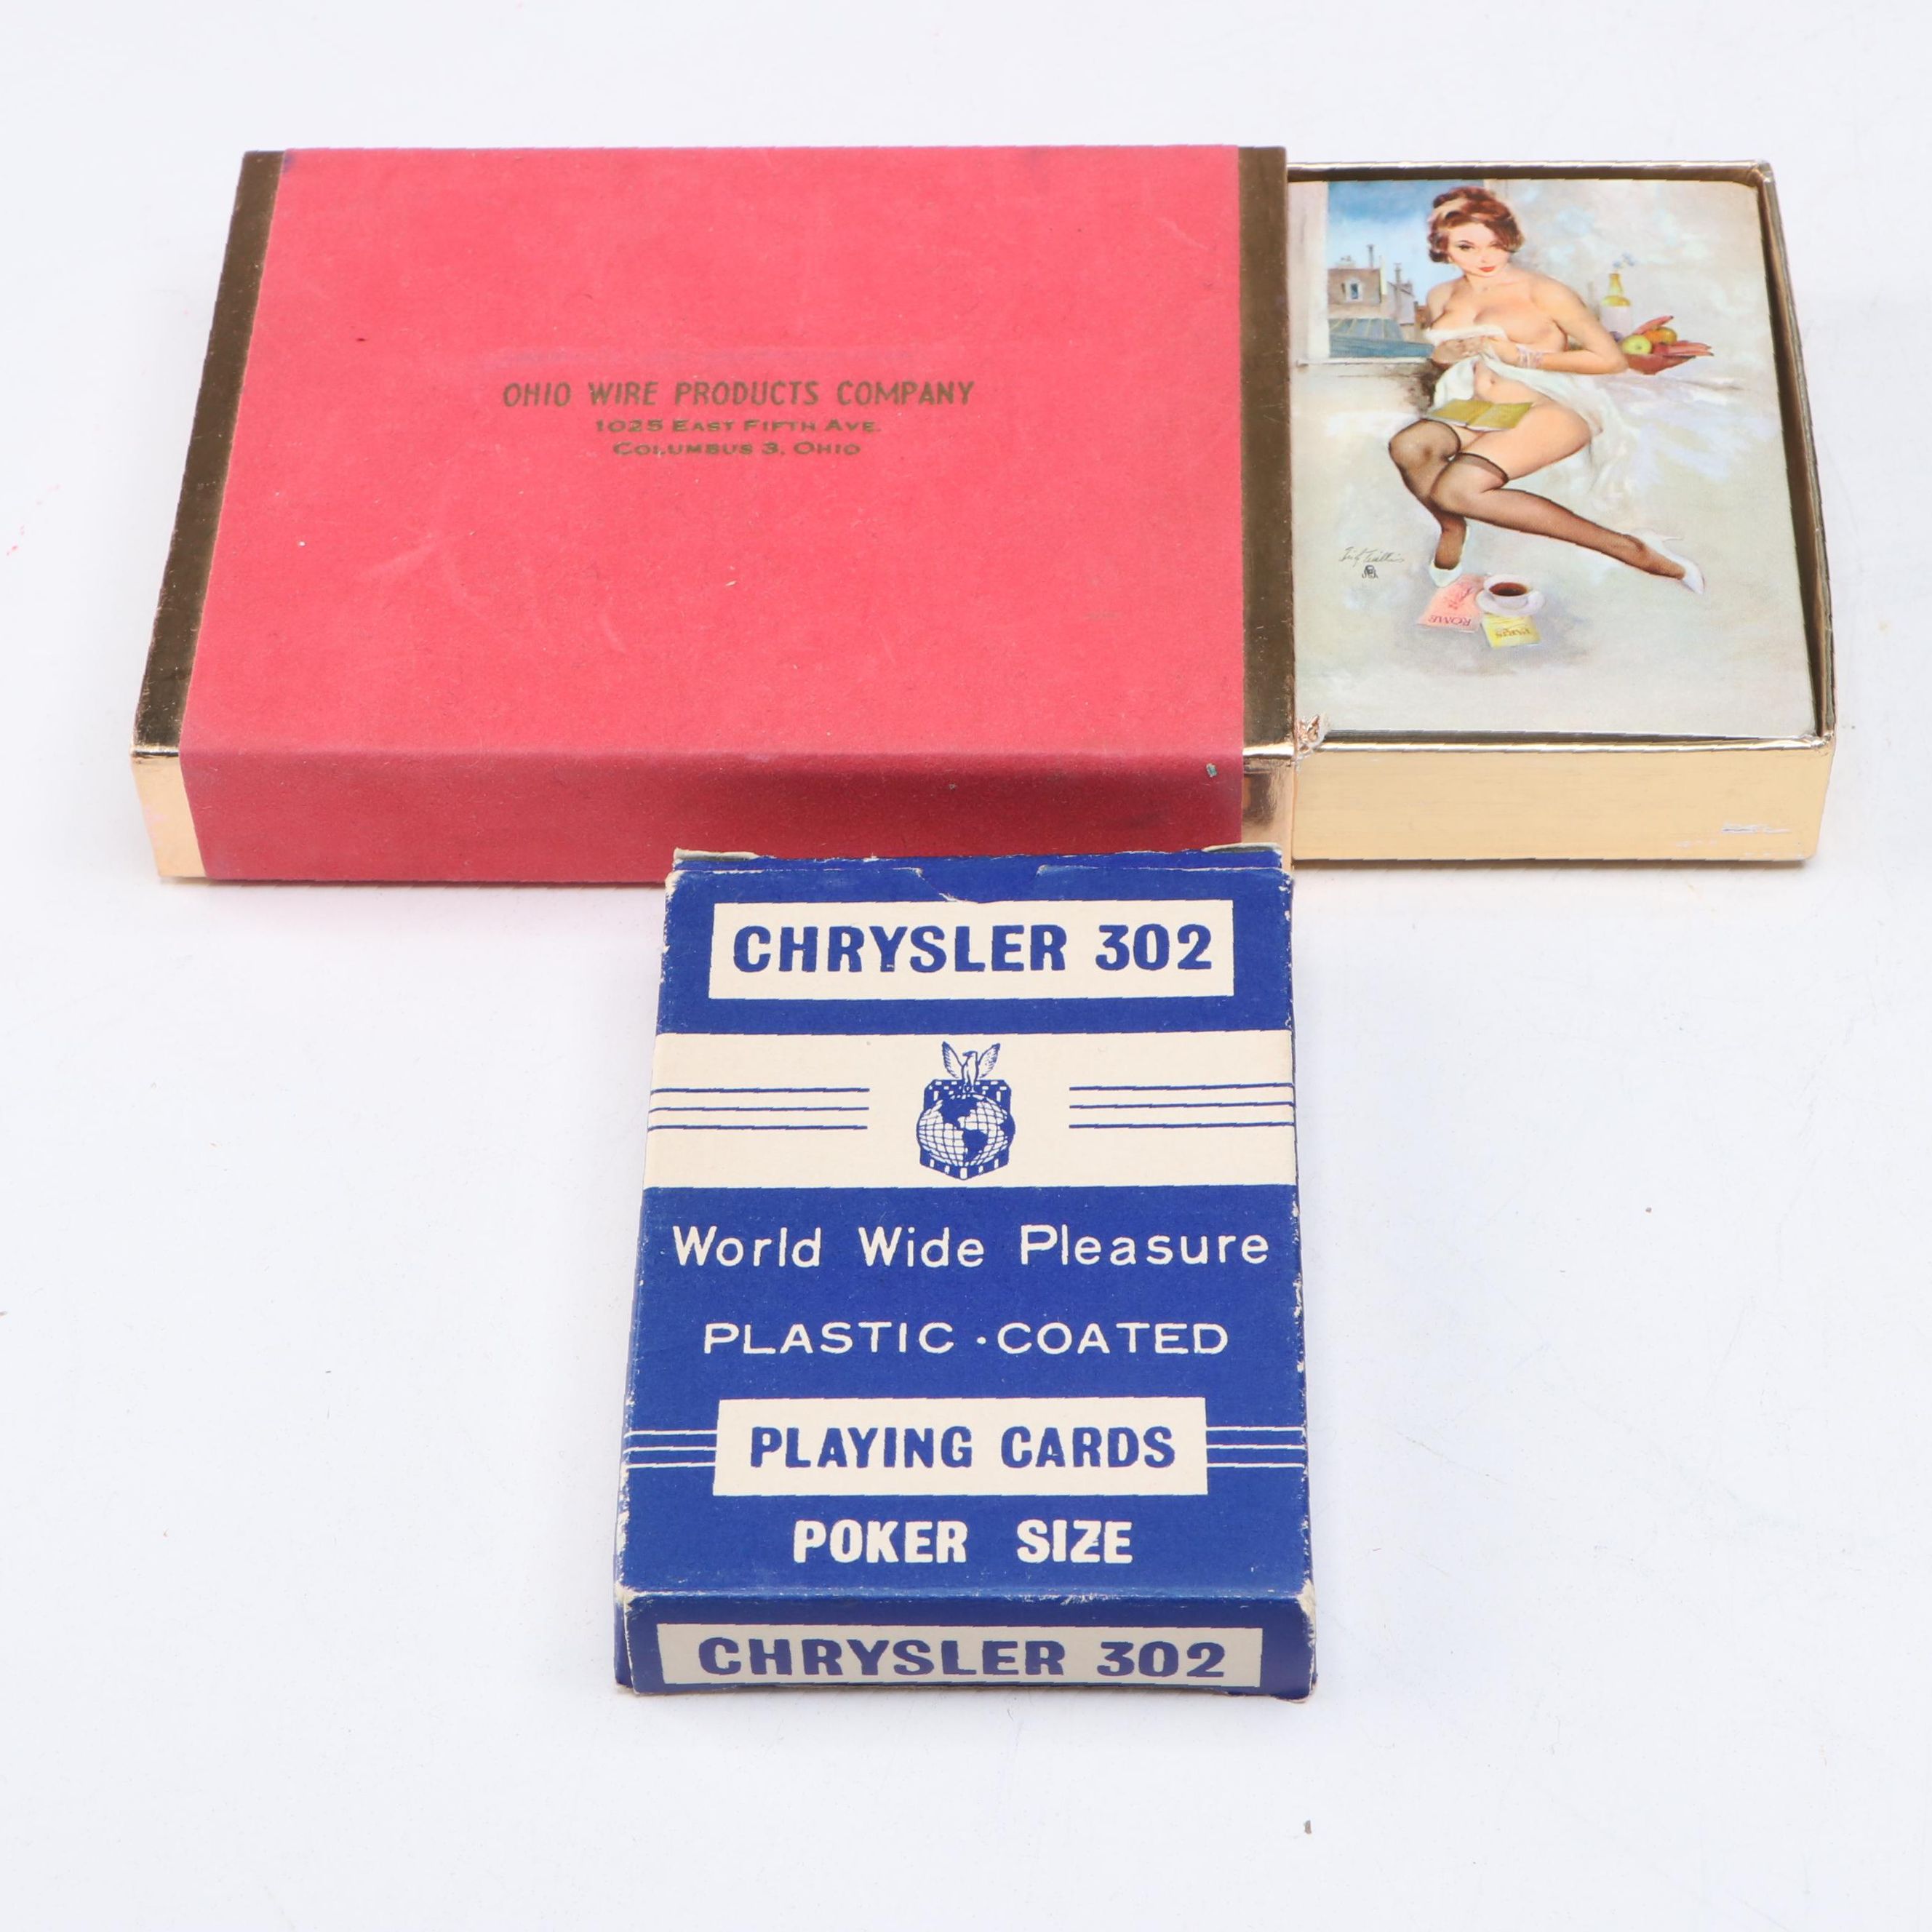 OHIO WIRE PRODUCTS COMPANY
1025 EAST FIFTH AVE.
COLUMBUS 3, OHIO
ROME
PARIS
CHRYSLER 302
World Wide Pleasure
PLASTIC·COATED
PLAYING CARDS
POKER SIZE
CHRYSLER 302